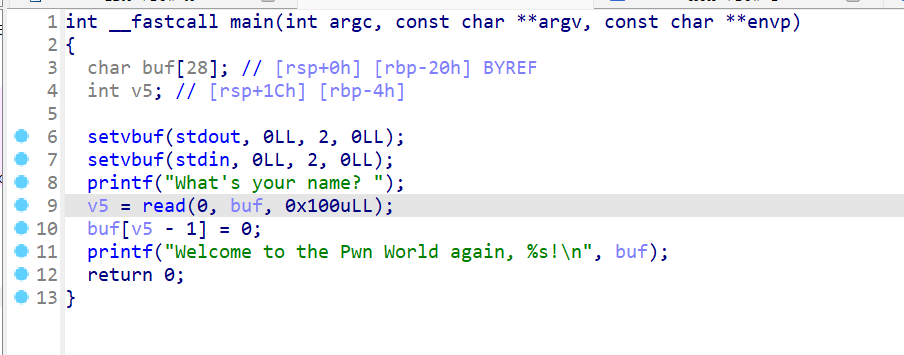 1 int __fastcall main(int argc, const char **argv, const char **envp)
2 {
3   char buf[28]; // [rsp+0h] [rbp-20h] BYREF
4   int v5; // [rsp+1Ch] [rbp-4h]
5
6   setvbuf(stdout, 0LL, 2, 0LL);
7   setvbuf(stdin, 0LL, 2, 0LL);
8   printf("What's your name? ");
9   v5 = read(0, buf, 0x100uLL);
10   buf[v5 - 1] = 0;
11   printf("Welcome to the Pwn World again, %s!\n", buf);
12   return 0;
13 }